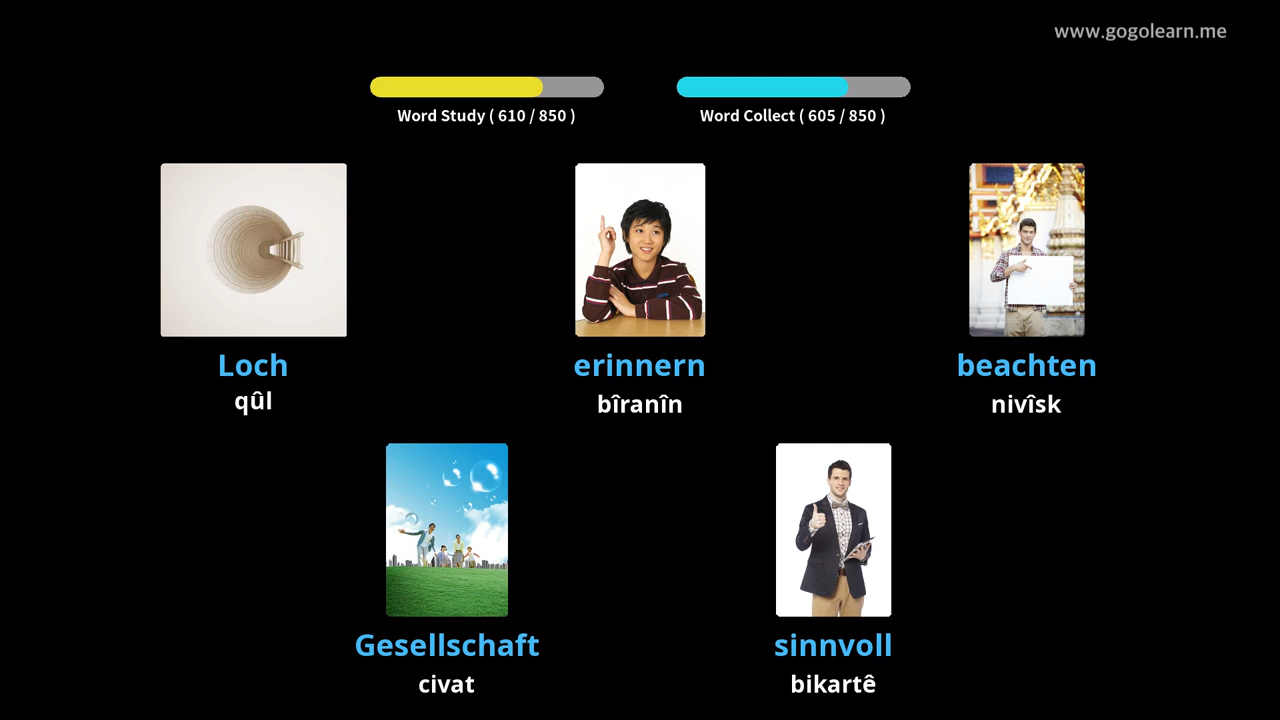 www.gogolearn.me
Word Study ( 610 / 850 )
Word Collect ( 605 / 850 )
Loch
qûl
erinnern
bîranîn
beachten
nivîsk
Gesellschaft
civat
sinnvoll
bikartê